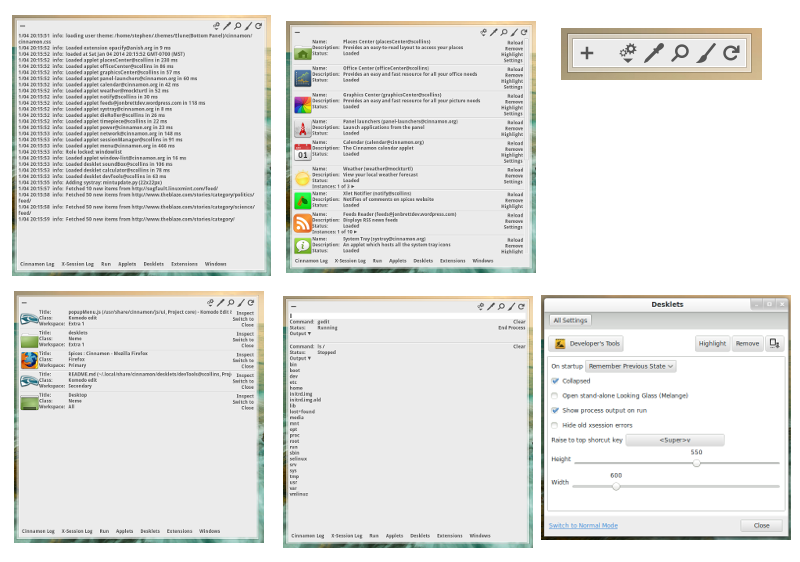 1/04 20:15:51 info: loading user theme: /home/stephen/.themes/Elune(Bottom Panel)/cinnamon/
cinnamon.css
1/04 20:15:52 info: Loaded extension opacify@anish.org in 9 ms
1/04 20:15:52 info: loaded at Sat Jan 04 2014 20:15:52 GMT-0700 (MST)
1/04 20:15:52 info: Loaded applet placesCenter@scollins in 230 ms
1/04 20:15:52 info: Loaded applet officeCenter@scollins in 86 ms
1/04 20:15:52 info: Loaded applet graphicsCenter@scollins in 57 ms
1/04 20:15:52 info: Loaded applet panel-launchers@cinnamon.org in 60 ms
1/04 20:15:52 info: Loaded applet calendar@cinnamon.org in 42 ms
1/04 20:15:52 info: Loaded applet weather@mockturtl in 52 ms
1/04 20:15:52 info: Loaded applet notify@scollins in 30 ms
1/04 20:15:52 info: Loaded applet feeds@jonbrettdev.wordpress.com in 118 ms
1/04 20:15:52 info: Loaded applet systray@cinnamon.org in 8 ms
1/04 20:15:52 info: Loaded applet dieRoller@scollins in 26 ms
1/04 20:15:52 info: Loaded applet timepiece@scollins in 22 ms
1/04 20:15:52 info: Loaded applet power@cinnamon.org in 22 ms
1/04 20:15:52 info: Loaded applet network@cinnamon.org in 148 ms
1/04 20:15:52 info: Loaded applet sessionManager@scollins in 91 ms
1/04 20:15:53 info: Loaded applet menu@cinnamon.org in 460 ms
1/04 20:15:53 info: Role locked: windowlist
1/04 20:15:53 info: Loaded applet window-list@cinnamon.org in 16 ms
1/04 20:15:53 info: Loaded desklet soundBox@scollins in 106 ms
1/04 20:15:53 info: Loaded desklet calculator@scollins in 78 ms
1/04 20:15:53 info: Loaded desklet devTools@scollins in 63 ms
1/04 20:15:55 info: Adding systray: mintupdate.py (22x22px)
1/04 20:15:57 info: Fetched 10 new items from http://segfault.linuxmint.com/feed/
1/04 20:15:58 info: Fetched 50 new items from http://www.theblaze.com/stories/category/politics/
feed/
1/04 20:15:58 info: Fetched 50 new items from http://www.theblaze.com/stories/category/science/
feed/
1/04 20:15:59 info: Fetched 50 new items from http://www.theblaze.com/stories/category/
Cinnamon Log X-Session Log Run Applets Desklets Extensions Windows
Name: Places Center (placesCenter@scollins) Reload
Description: Provides an easy-to-read layout to access your places Remove
Status: Loaded Highlight
Settings
Name: Office Center (officeCenter@scollins) Reload
Description: Provides an easy and fast resource for all your office needs Remove
Status: Loaded Highlight
Settings
Name: Graphics Center (graphicsCenter@scollins) Reload
Description: Provides an easy and fast resource for all your picture needs Remove
Status: Loaded Highlight
Settings
Name: Panel launchers (panel-launchers@cinnamon.org) Reload
Description: Launch applications from the panel Remove
Status: Loaded Highlight
Name: Calendar (calendar@cinnamon.org) Reload
Description: The Cinnamon calendar applet Remove
Status: Loaded Highlight
01 Settings
Name: Weather (weather@mockturtl) Reload
Description: View your local weather forecast Remove
Status: Loaded Highlight
Instances: 1 of 3 Settings
Name: Xlet Notifier (notify@scollins) Reload
Description: Notifies of comments on spices website Remove
Status: Loaded Highlight
Settings
Name: Feeds Reader (feeds@jonbrettdev.wordpress.com) Reload
Description: Displays RSS news feeds Remove
Status: Loaded Highlight
Instances: 1 of 10 Settings
Name: System Tray (systray@cinnamon.org) Reload
Description: An applet which hosts all the system tray icons Remove
Status: Loaded Highlight
Cinnamon Log X-Session Log Run Applets Desklets Extensions Windows
Title: popupMenu.js (/usr/share/cinnamon/js/ui, Project core) - Komodo Edit Inspect
Class: Komodo edit Switch to
Workspace: Extra 1 Close
Title: desklets Inspect
Class: Nemo Switch to
Workspace: Extra 1 Close
Title: Spices : Cinnamon - Mozilla Firefox Inspect
Class: Firefox Switch to
Workspace: Primary Close
Title: README.md (~/.local/share/cinnamon/desklets/devTools@scollins, Proj Inspect
Class: Komodo edit Switch to
Workspace: Secondary Close
Title: Desktop Inspect
Class: Nemo Switch to
Workspace: All Close
Cinnamon Log X-Session Log Run Applets Desklets Extensions Windows
Command: gedit Clear
Status: Running End Process
Output ▼
Command: ls / Clear
Status: Stopped
Output ▼
bin
boot
dev
etc
home
initrd.img
initrd.img.old
lib
lost+found
media
mnt
opt
proc
root
run
sbin
selinux
srv
sys
tmp
usr
var
vmlinuz
Cinnamon Log X-Session Log Run Applets Desklets Extensions Windows
Desklets
All Settings
Developer's Tools Highlight Remove
On startup Remember Previous State
Collapsed
Open stand-alone Looking Glass (Melange)
Show process output on run
Hide old xsession errors
Raise to top shorcut key <Super>v
550
Height
600
Width
Switch to Normal Mode Close